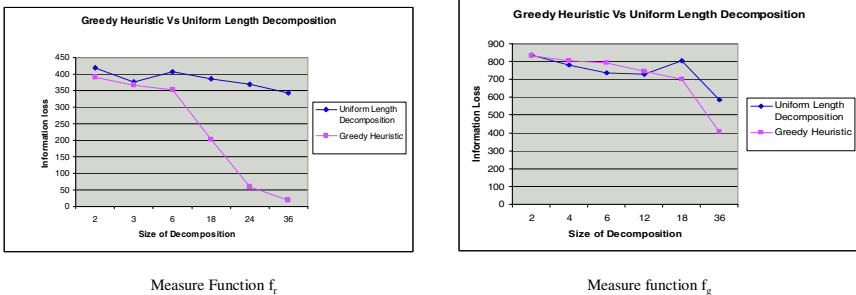 Greedy Heuristic Vs Uniform Length Decomposition
450
400
350
300
250
200
150
100
50
0
Information loss
2 3 6 18 24 36
Size of Decomposition
Uniform Length
Decomposition
Greedy Heuristic
Measure Function fr
Greedy Heuristic Vs Uniform Length Decomposition
900
800
700
600
500
400
300
200
100
0
Information Loss
2 4 6 12 18 36
Size of Decomposition
Uniform Length
Decomposition
Greedy Heuristic
Measure function fg